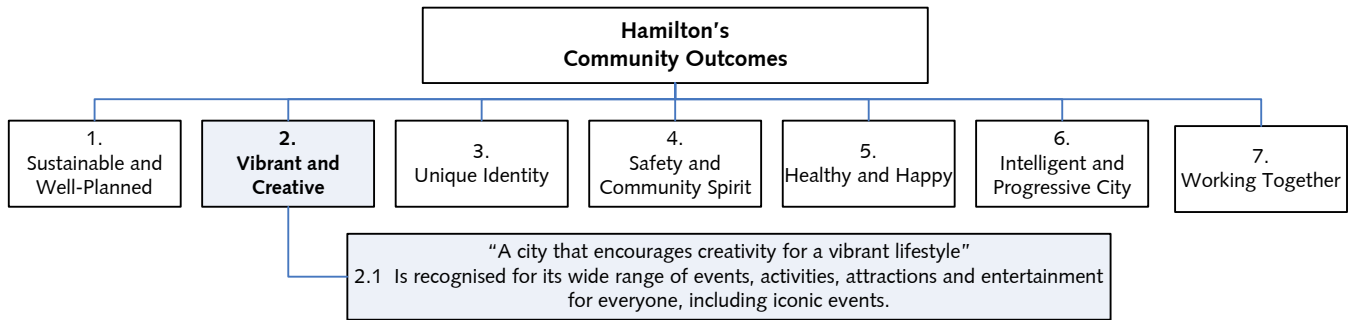 Hamilton's
Community Outcomes
1.
Sustainable and
Well-Planned
2.
Vibrant and
Creative
3.
Unique Identity
4.
Safety and
Community Spirit
5.
Healthy and Happy
6.
Intelligent and
Progressive City
7.
Working Together
“A city that encourages creativity for a vibrant lifestyle”
2.1 Is recognised for its wide range of events, activities, attractions and entertainment
for everyone, including iconic events.